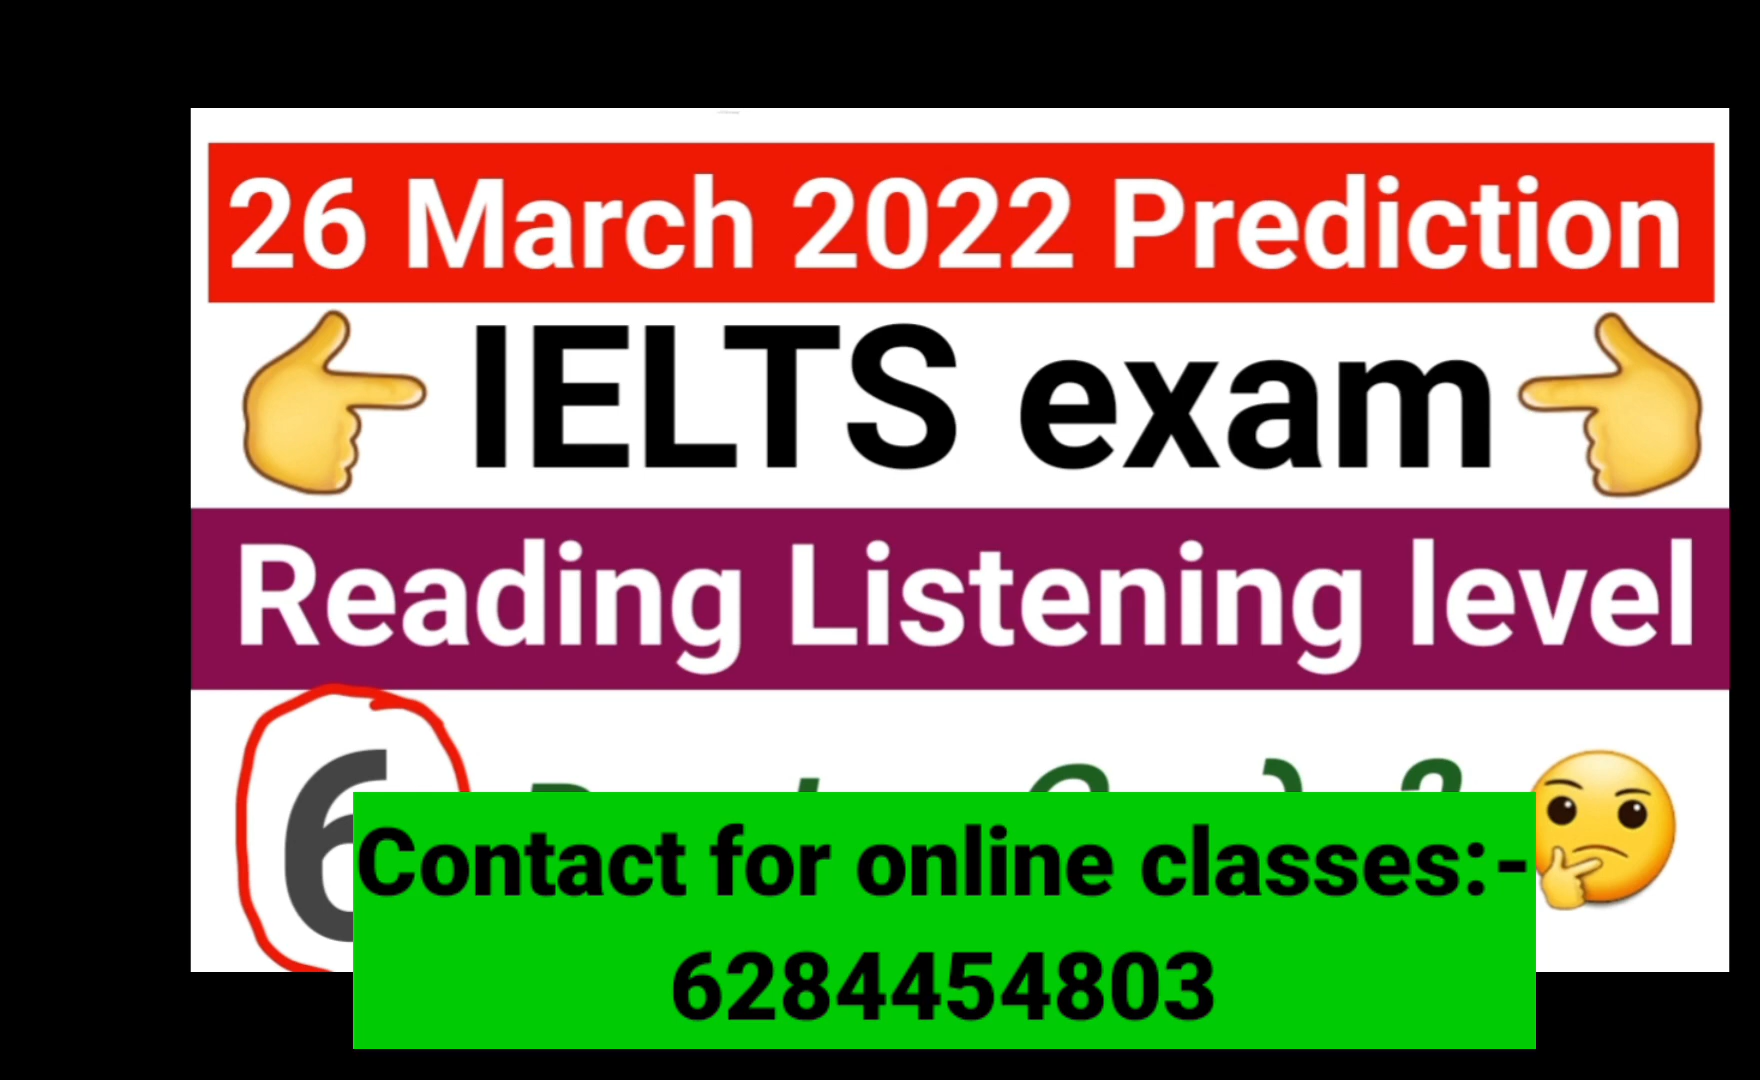 26 March 2022 Prediction
IELTS exam
Reading Listening level
6
Contact for online classes:-
6284454803